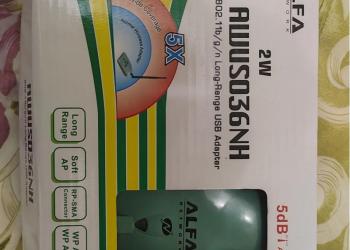 ALFA
NETWORK
2W
AWUS036NH
802.11b/g/n Long-Range USB Adapter
5X
5dBi
AWUS036NH
Long
Range
Soft
AP
RP-SMA
Connector
ALFA
NETWORK